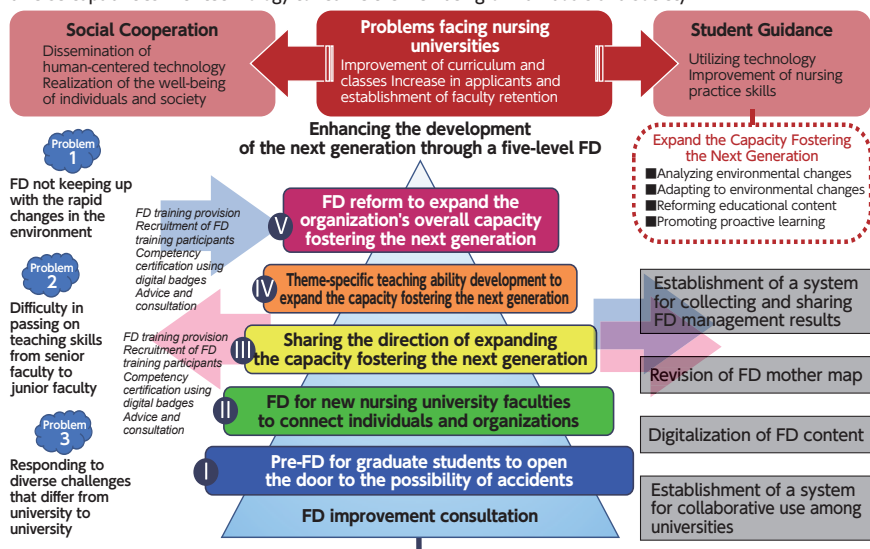 Social Cooperation
Dissemination of
human-centered technology
Realization of the well-being
of individuals and society
Problems facing nursing
universities
Improvement of curriculum and
classes Increase in applicants and
establishment of faculty retention
Student Guidance
Utilizing technology
Improvement of nursing
practice skills
Enhancing the development
of the next generation through a five-level FD
Expand the Capacity Fostering
the Next Generation
■Analyzing environmental changes
■Adapting to environmental changes
■Reforming educational content
■Promoting proactive learning
Problem
1
FD not keeping up
with the rapid
changes in the
environment
Problem
2
Difficulty in
passing on
teaching skills
from senior
faculty to
junior faculty
Problem
3
Responding to
diverse challenges
that differ from
university to
university
FD training provision
Recruitment of FD
training participants
Competency
certification using
digital badges
Advice and
consultation
FD training provision
Recruitment of FD
training participants
Competency
certification using
digital badges
Advice and
consultation
V
FD reform to expand the
organization's overall capacity
fostering the next generation
IV
Theme-specific teaching ability development to
expand the capacity fostering the next generation
III
Sharing the direction of expanding
the capacity fostering the next generation
II
FD for new nursing university faculties
to connect individuals and organizations
I
Pre-FD for graduate students to open
the door to the possibility of accidents
FD improvement consultation
Establishment of a system
for collecting and sharing
FD management results
Revision of FD mother map
Digitalization of FD content
Establishment of a system
for collaborative use among
universities